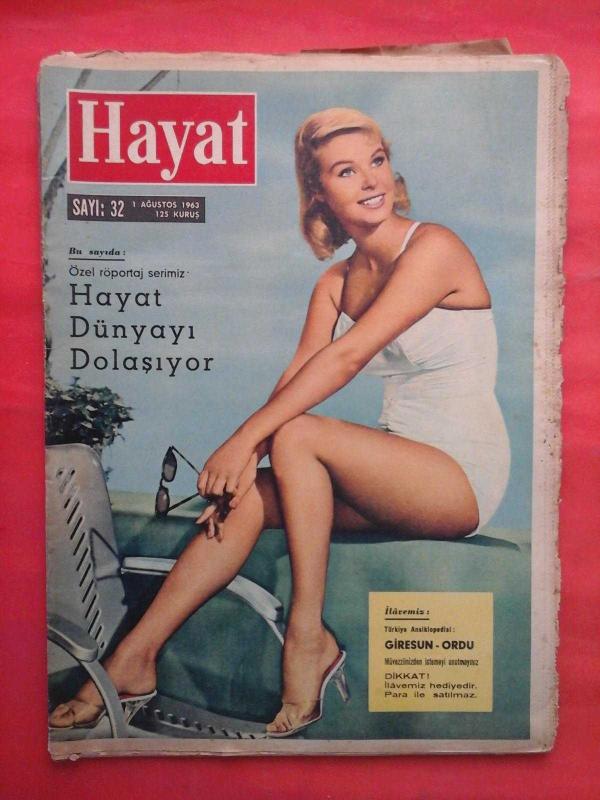 Hayat
SAYI: 32
1 AĞUSTOS 1963
125 KURUŞ
Bu sayıda:
Özel röportaj serimiz:
Hayat
Dünyayı
Dolaşıyor
İlâvemiz:
Türkiye Ansiklopedisi:
GİRESUN - ORDU
Müvezziinizden istemeyi unutmayınız
DİKKAT!
İlâvemiz hediyedir.
Para ile satılmaz.